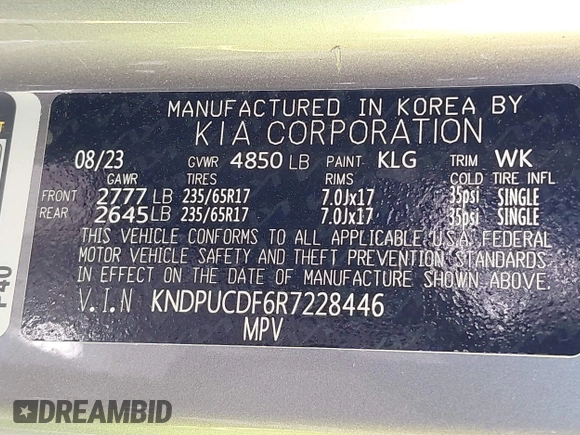 MANUFACTURED IN KOREA BY
KIA CORPORATION
08/23 GVWR 4850 LB PAINT KLG TRIM WK
GAWR TIRES RIMS COLD TIRE INFL
FRONT 2777 LB 235/65R17 7.0Jx17 35psi SINGLE
REAR 2645 LB 235/65R17 7.0Jx17 35psi SINGLE
THIS VEHICLE CONFORMS TO ALL APPLICABLE U.S.A. FEDERAL
MOTOR VEHICLE SAFETY AND THEFT PREVENTION STANDARDS
IN EFFECT ON THE DATE OF MANUFACTURE SHOWN ABOVE.
V.I.N KNDPUCDF6R7228446
MPV
DREAMBID